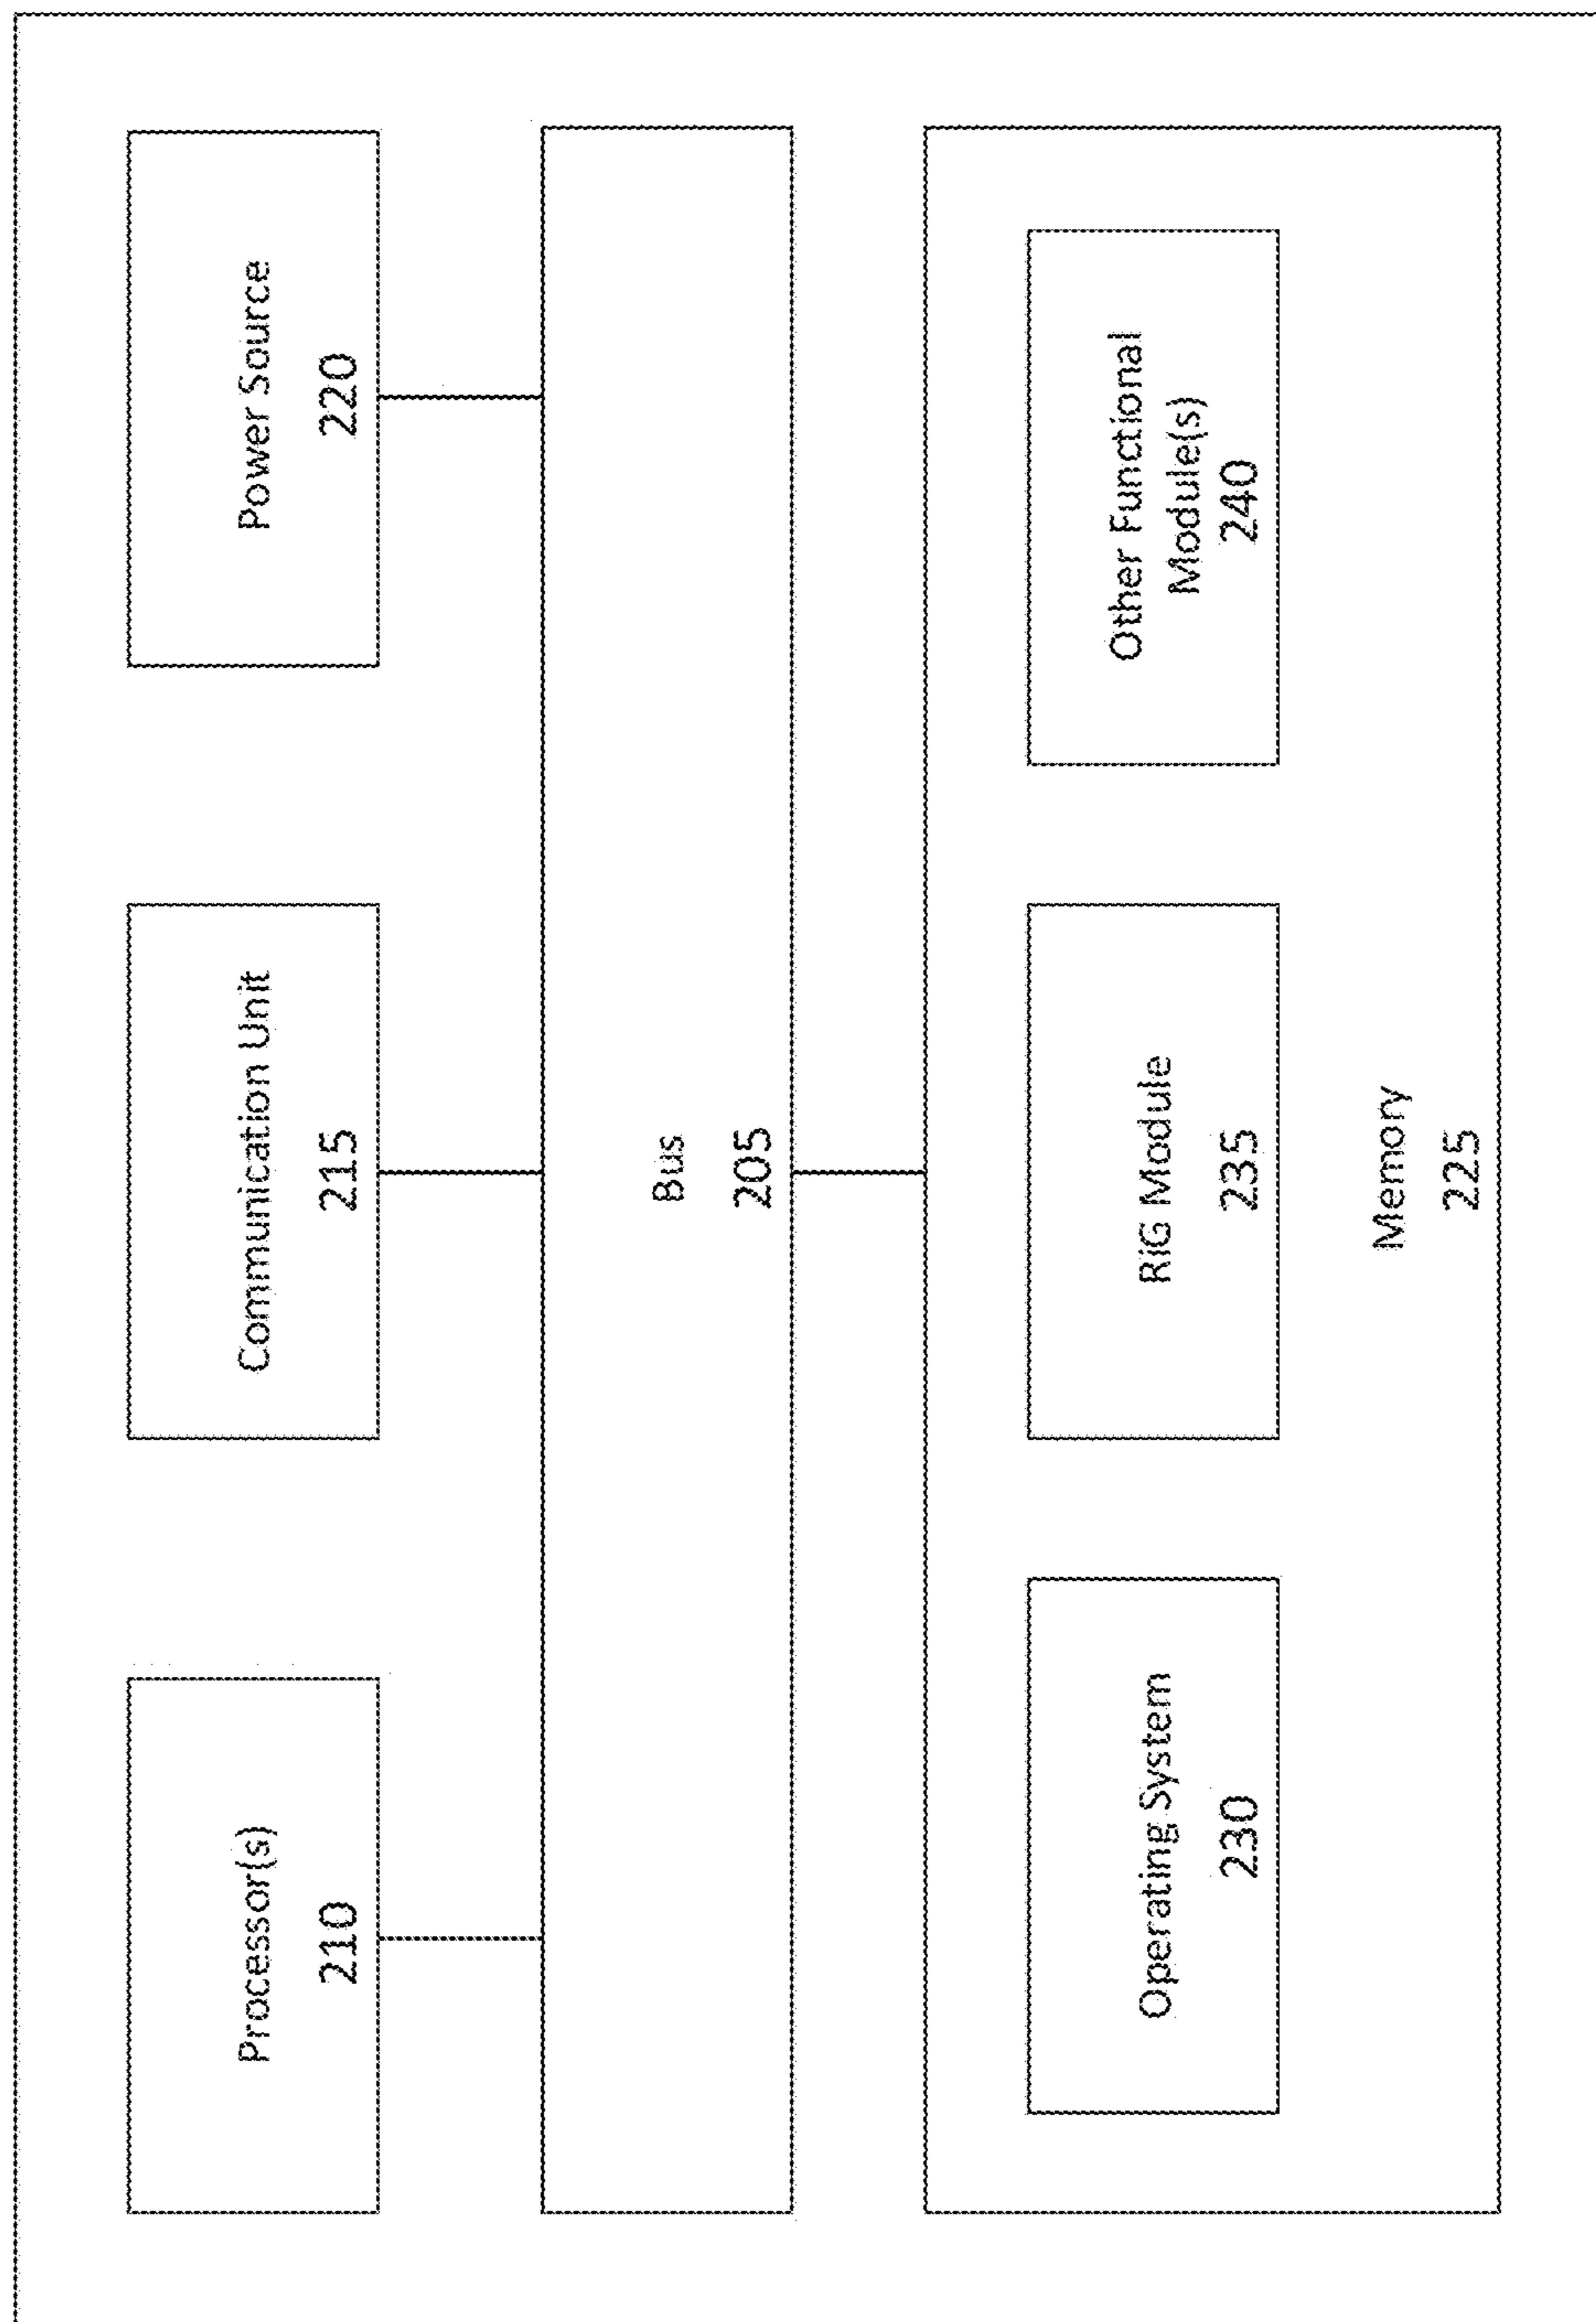 Processor(s)
210
Communication Unit
215
Power Source
220
Bus
205
Operating System
230
RiG Module
235
Other Functional
Module(s)
240
Memory
225